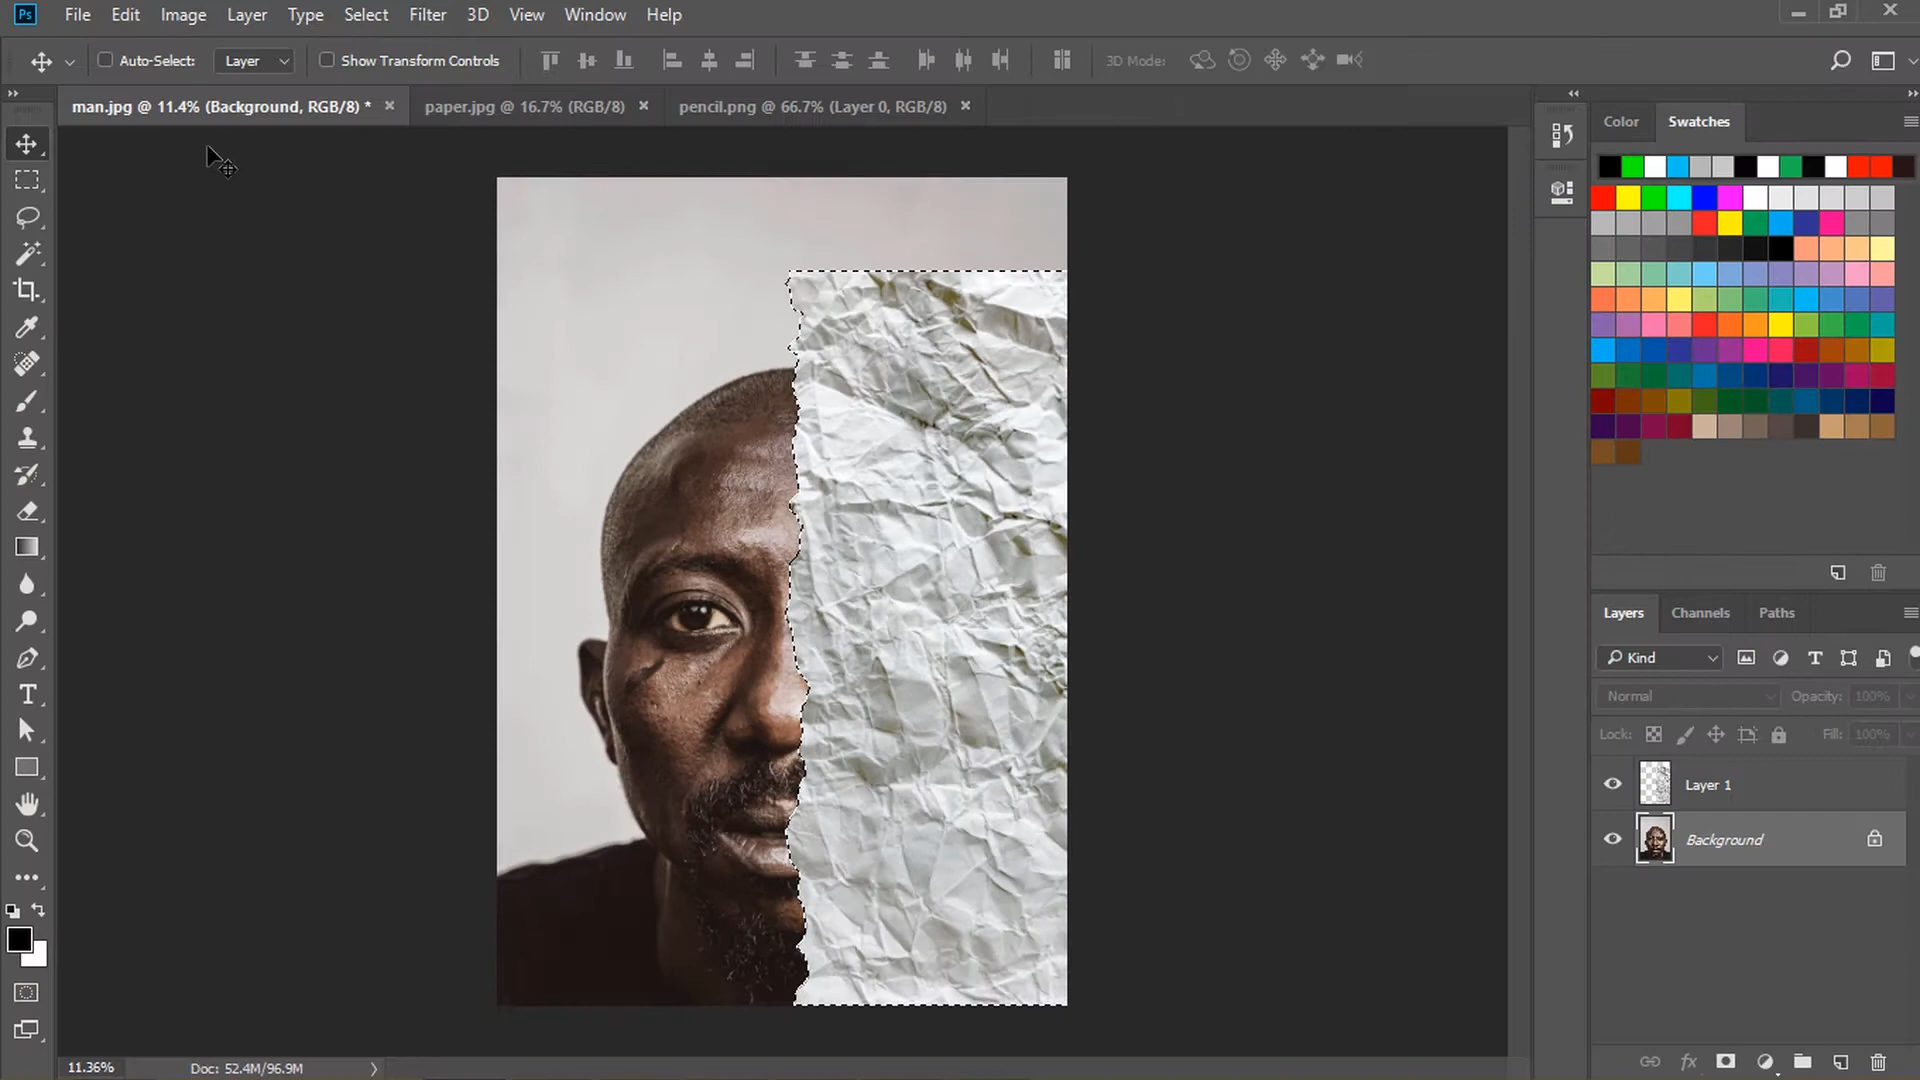 Ps File Edit Image Layer Type Select Filter 3D View Window Help
Auto-Select: Layer Show Transform Controls 3D Mode:
man.jpg @ 11.4% (Background, RGB/8) * paper.jpg @ 16.7% (RGB/8) pencil.png @ 66.7% (Layer 0, RGB/8)
Color Swatches
Layers Channels Paths
Kind
Normal Opacity: 100%
Lock: Fill: 100%
Layer 1
Background
fx
11.36% Doc: 52.4M/96.9M